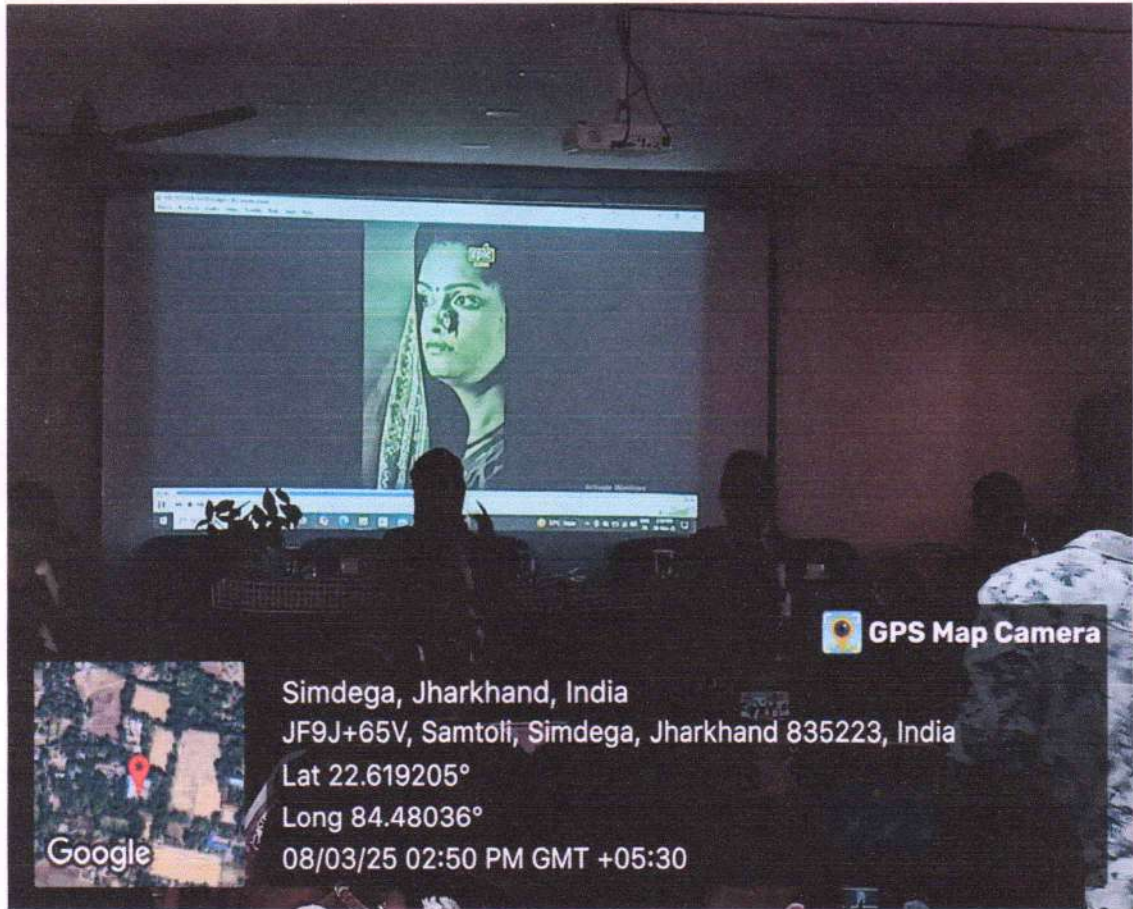 GPS Map Camera
Simdega, Jharkhand, India
JF9J+65V, Samtoli, Simdega, Jharkhand 835223, India
Lat 22.619205°
Long 84.48036°
08/03/25 02:50 PM GMT +05:30
Google